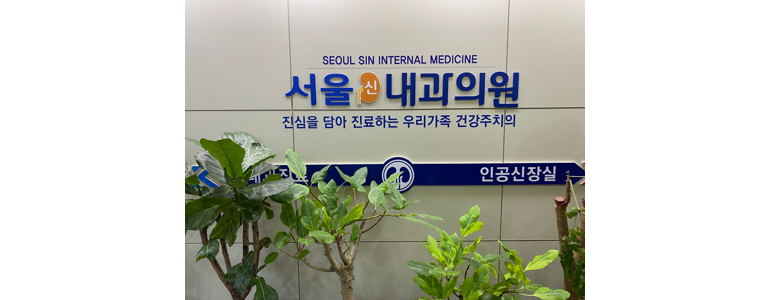 SEOUL SIN INTERNAL MEDICINE
서울신내과의원
진심을 담아 진료하는 우리가족 건강주치의
인공신장실